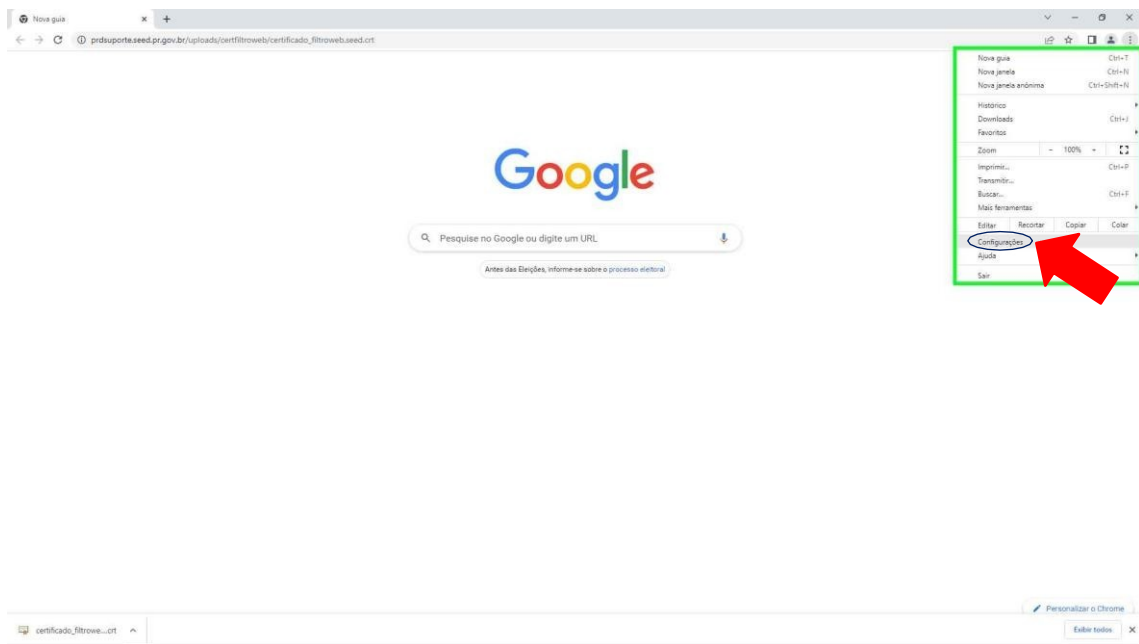 Nova guia
prdsuporte.seed.pr.gov.br/uploads/certfiltroweb/certificado_filtroweb.seed.crt
Nova guia Ctrl+T
Nova janela Ctrl+N
Nova janela anônima Ctrl+Shift+N
Histórico
Downloads Ctrl+J
Favoritos
Zoom - 100% +
Imprimir... Ctrl+P
Transmitir...
Buscar... Ctrl+F
Mais ferramentas
Editar Recortar Copiar Colar
Configurações
Ajuda
Sair
Google
Pesquise no Google ou digite um URL
Antes das Eleições, informe-se sobre o processo eleitoral
Personalizar o Chrome
certificado_filtrowe....crt
Exibir todos